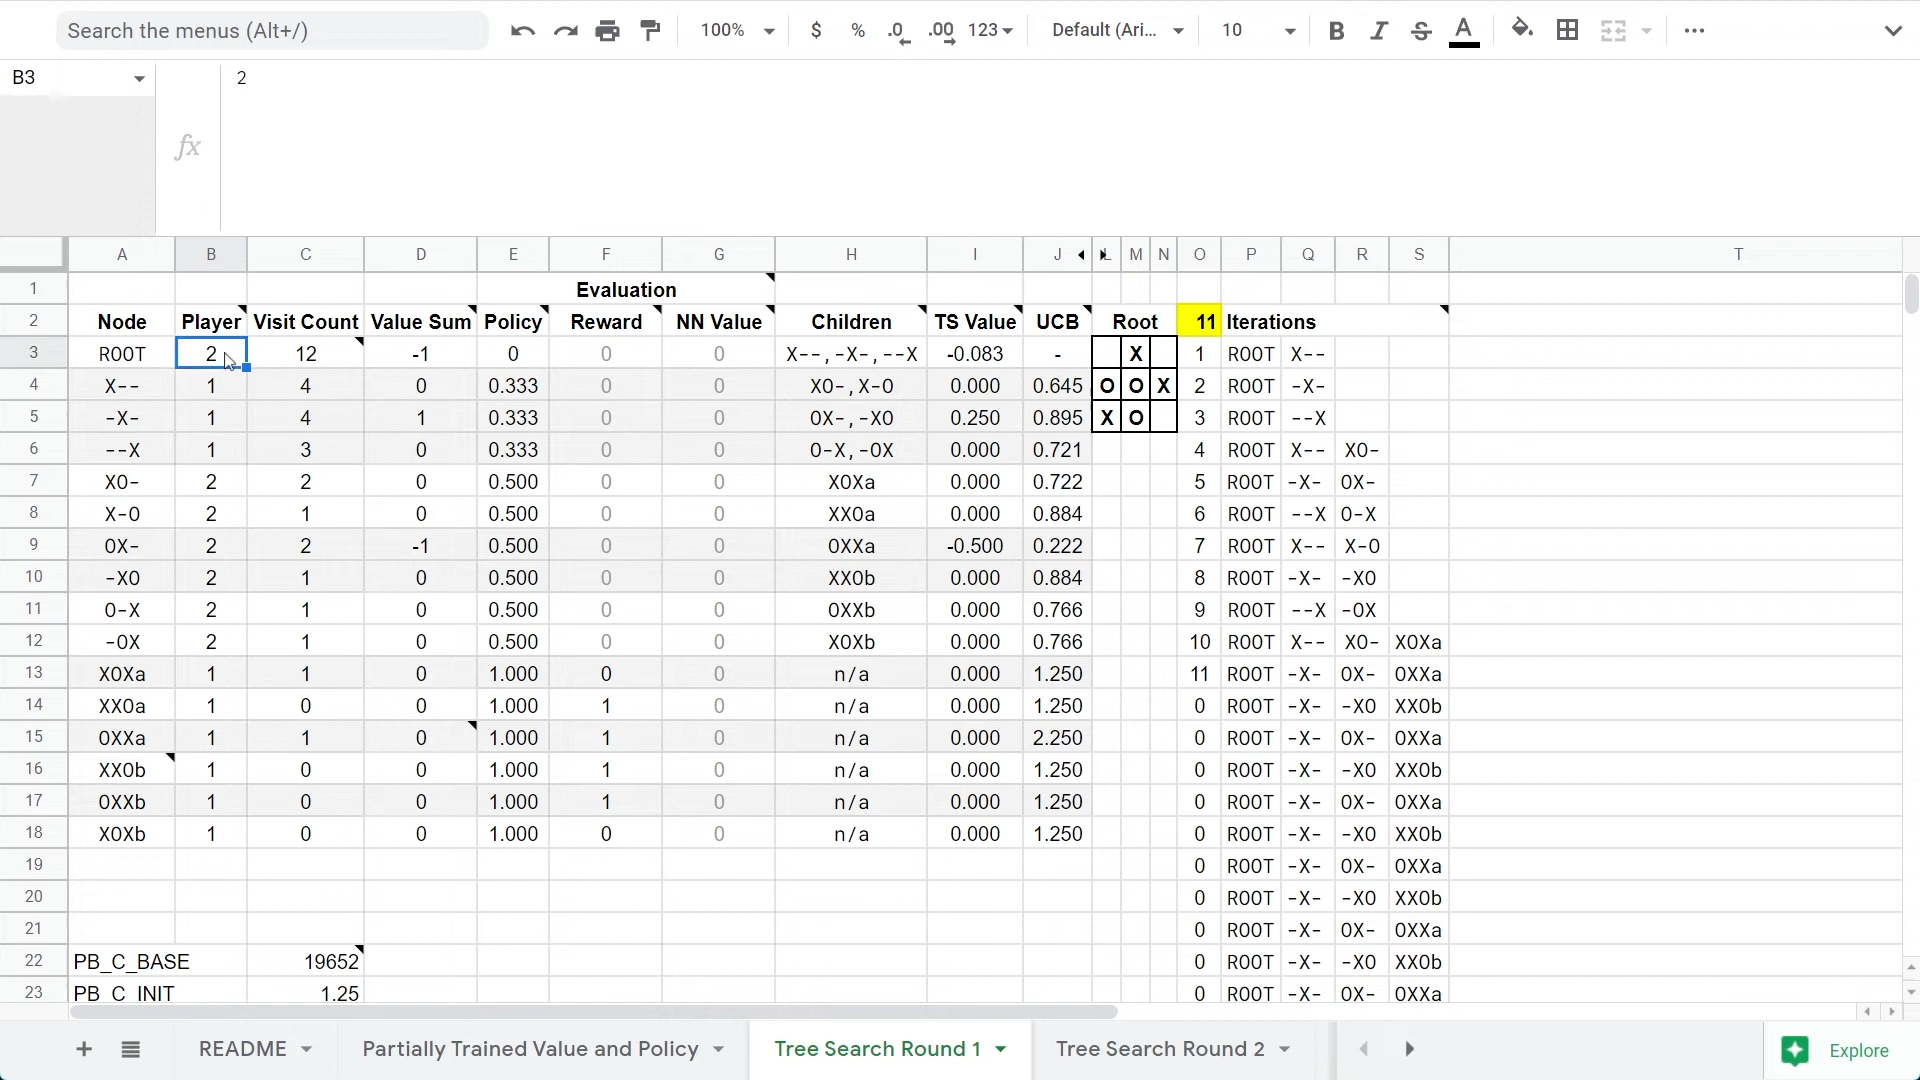 Search the menus (Alt+/) 100% $ % .0 .00 123 Default (Ari... 10 B I S A
B3 2
fx
A B C D E F G H I J L M N O P Q R S T
1 Evaluation
2 Node Player Visit Count Value Sum Policy Reward NN Value Children TS Value UCB Root 11 Iterations
3 ROOT 2 12 -1 0 0 0 X--,-X-,--X -0.083 - X 1 ROOT X--
4 X-- 1 4 0 0.333 0 0 XO-,X-O 0.000 0.645 O O X 2 ROOT -X-
5 -X- 1 4 1 0.333 0 0 OX-,-XO 0.250 0.895 X O 3 ROOT --X
6 --X 1 3 0 0.333 0 0 O-X,-OX 0.000 0.721 4 ROOT X-- XO-
7 XO- 2 2 0 0.500 0 0 XOXa 0.000 0.722 5 ROOT -X- OX-
8 X-O 2 1 0 0.500 0 0 XXOa 0.000 0.884 6 ROOT --X O-X
9 OX- 2 2 -1 0.500 0 0 OXXa -0.500 0.222 7 ROOT X-- X-O
10 -XO 2 1 0 0.500 0 0 XXOb 0.000 0.884 8 ROOT -X- -XO
11 O-X 2 1 0 0.500 0 0 OXXb 0.000 0.766 9 ROOT --X -OX
12 -OX 2 1 0 0.500 0 0 XOXb 0.000 0.766 10 ROOT X-- XO- XOXa
13 XOXa 1 1 0 1.000 0 0 n/a 0.000 1.250 11 ROOT -X- OX- OXXa
14 XXOa 1 0 0 1.000 1 0 n/a 0.000 1.250 0 ROOT -X- -XO XXOb
15 OXXa 1 1 0 1.000 1 0 n/a 0.000 2.250 0 ROOT -X- OX- OXXa
16 XXOb 1 0 0 1.000 1 0 n/a 0.000 1.250 0 ROOT -X- -XO XXOb
17 OXXb 1 0 0 1.000 1 0 n/a 0.000 1.250 0 ROOT -X- OX- OXXa
18 XOXb 1 0 0 1.000 0 0 n/a 0.000 1.250 0 ROOT -X- -XO XXOb
19 0 ROOT -X- OX- OXXa
20 0 ROOT -X- -XO XXOb
21 0 ROOT -X- OX- OXXa
22 PB_C_BASE 19652 0 ROOT -X- -XO XXOb
23 PB_C_INIT 1.25 0 ROOT -X- OX- OXXa
+ README Partially Trained Value and Policy Tree Search Round 1 Tree Search Round 2 Explore